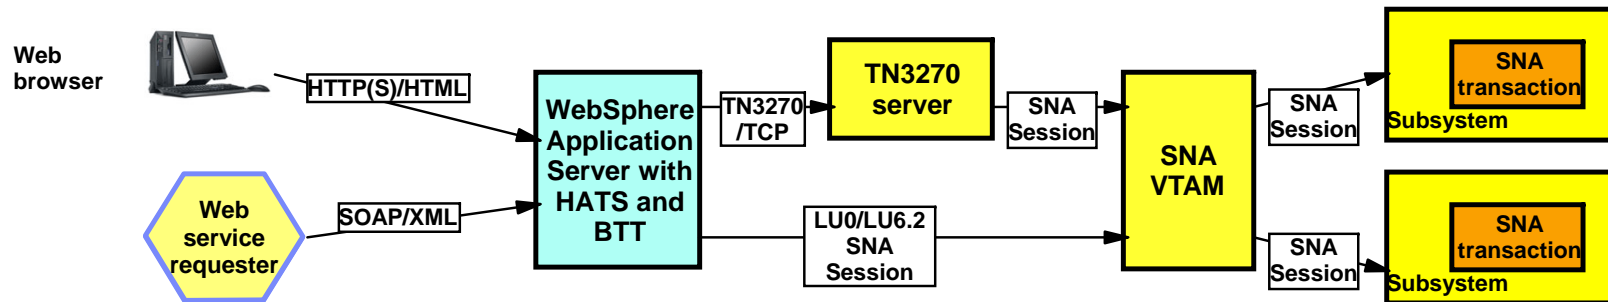 Web
browser
HTTP(S)/HTML
Web
service
requester
SOAP/XML
WebSphere
Application
Server with
HATS and
BTT
TN3270
/TCP
TN3270
server
SNA
Session
LU0/LU6.2
SNA
Session
SNA
VTAM
SNA
Session
SNA
transaction
Subsystem
SNA
Session
SNA
transaction
Subsystem